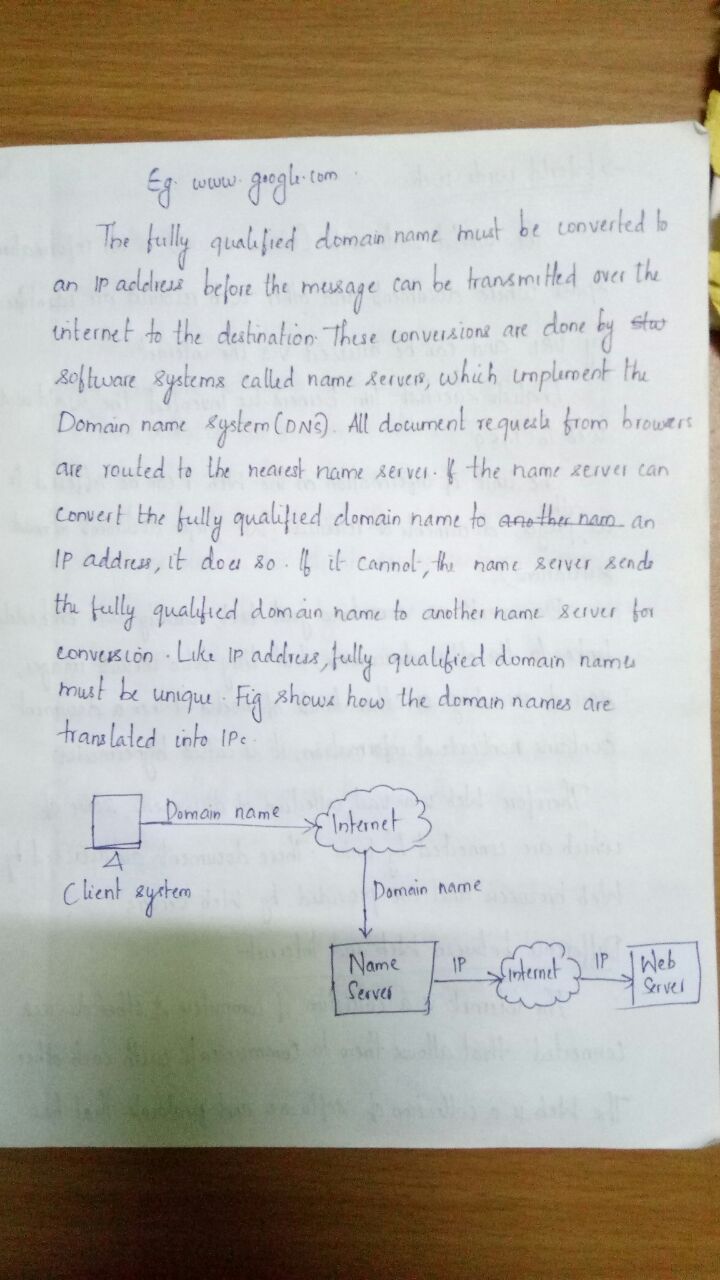 Eg. www.google.com.
The fully qualified domain name must be converted to
an IP address before the message can be transmitted over the
internet to the destination. These conversions are done by stw
software systems called name servers, which implement the
Domain name system (DNS). All document requests from browers
are routed to the nearest name server. If the name server can
convert the fully qualified domain name to another nam an
IP address, it does so. If it cannot, the name server sends
the fully qualified domain name to another name server for
conversion. Like IP address, fully qualified domain names
must be unique. Fig shows how the domain names are
translated into IPs.
Domain name
Internet
Client system
Domain name
Name Server
IP
Internet
IP
Web Server